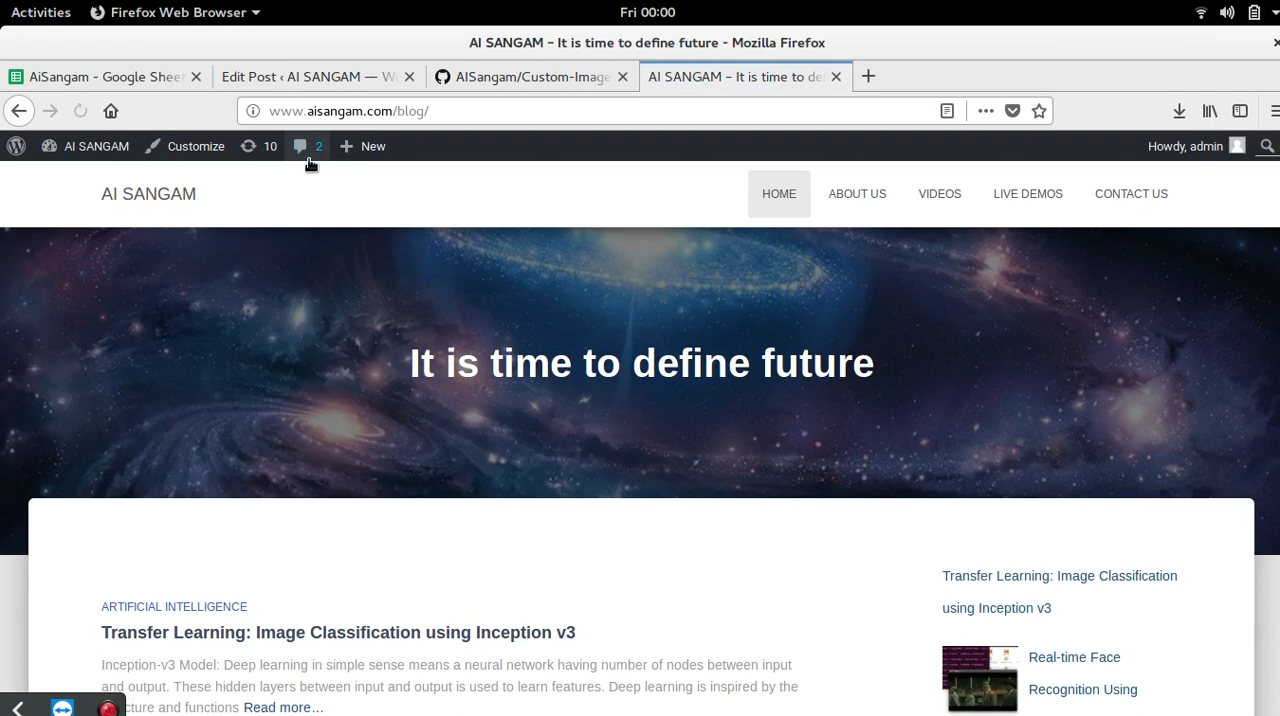 Activities Firefox Web Browser Fri 00:00
AI SANGAM – It is time to define future - Mozilla Firefox
AiSangam - Google Sheet Edit Post ‹ AI SANGAM — W AISangam/Custom-Image AI SANGAM – It is time to de
www.aisangam.com/blog/
AI SANGAM Customize 10 2 New Howdy, admin
AI SANGAM HOME ABOUT US VIDEOS LIVE DEMOS CONTACT US
It is time to define future
ARTIFICIAL INTELLIGENCE
Transfer Learning: Image Classification using Inception v3
Inception-v3 Model: simple sense means a neural network having number of nodes between input
and output. These hidden layers between input and output is used to learn features. Deep learning is inspired by the
cture and functions Read more…
Transfer Learning: Image Classification
using Inception v3
Real-time Face
Recognition Using